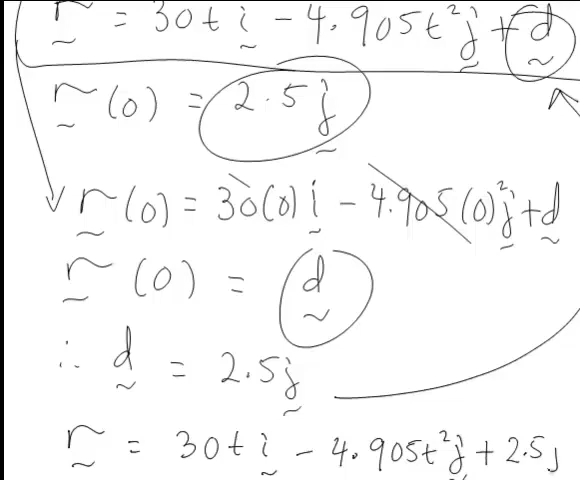 r̰ = 30t ḭ - 4.905t² j̰ + d̰
r̰(0) = 2.5 j̰
r̰(0) = 30(0) ḭ - 4.905(0)² j̰ + d̰
r̰(0) = d̰
∴ d̰ = 2.5 j̰
r̰ = 30t ḭ - 4.905t² j̰ + 2.5 j